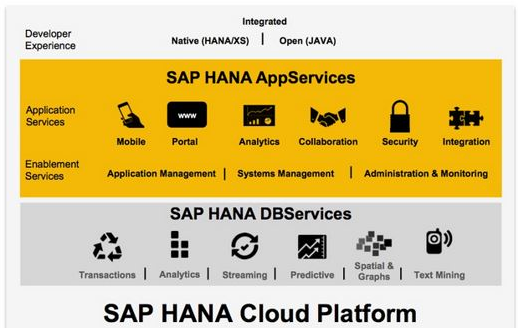 Integrated
Developer
Experience
Native (HANA/XS) | Open (JAVA)
SAP HANA AppServices
Application
Services
www
Mobile Portal Analytics Collaboration Security Integration
Enablement
Services
Application Management | Systems Management | Administration & Monitoring
SAP HANA DBServices
Transactions | Analytics | Streaming | Predictive | Spatial & Graphs | Text Mining
SAP HANA Cloud Platform